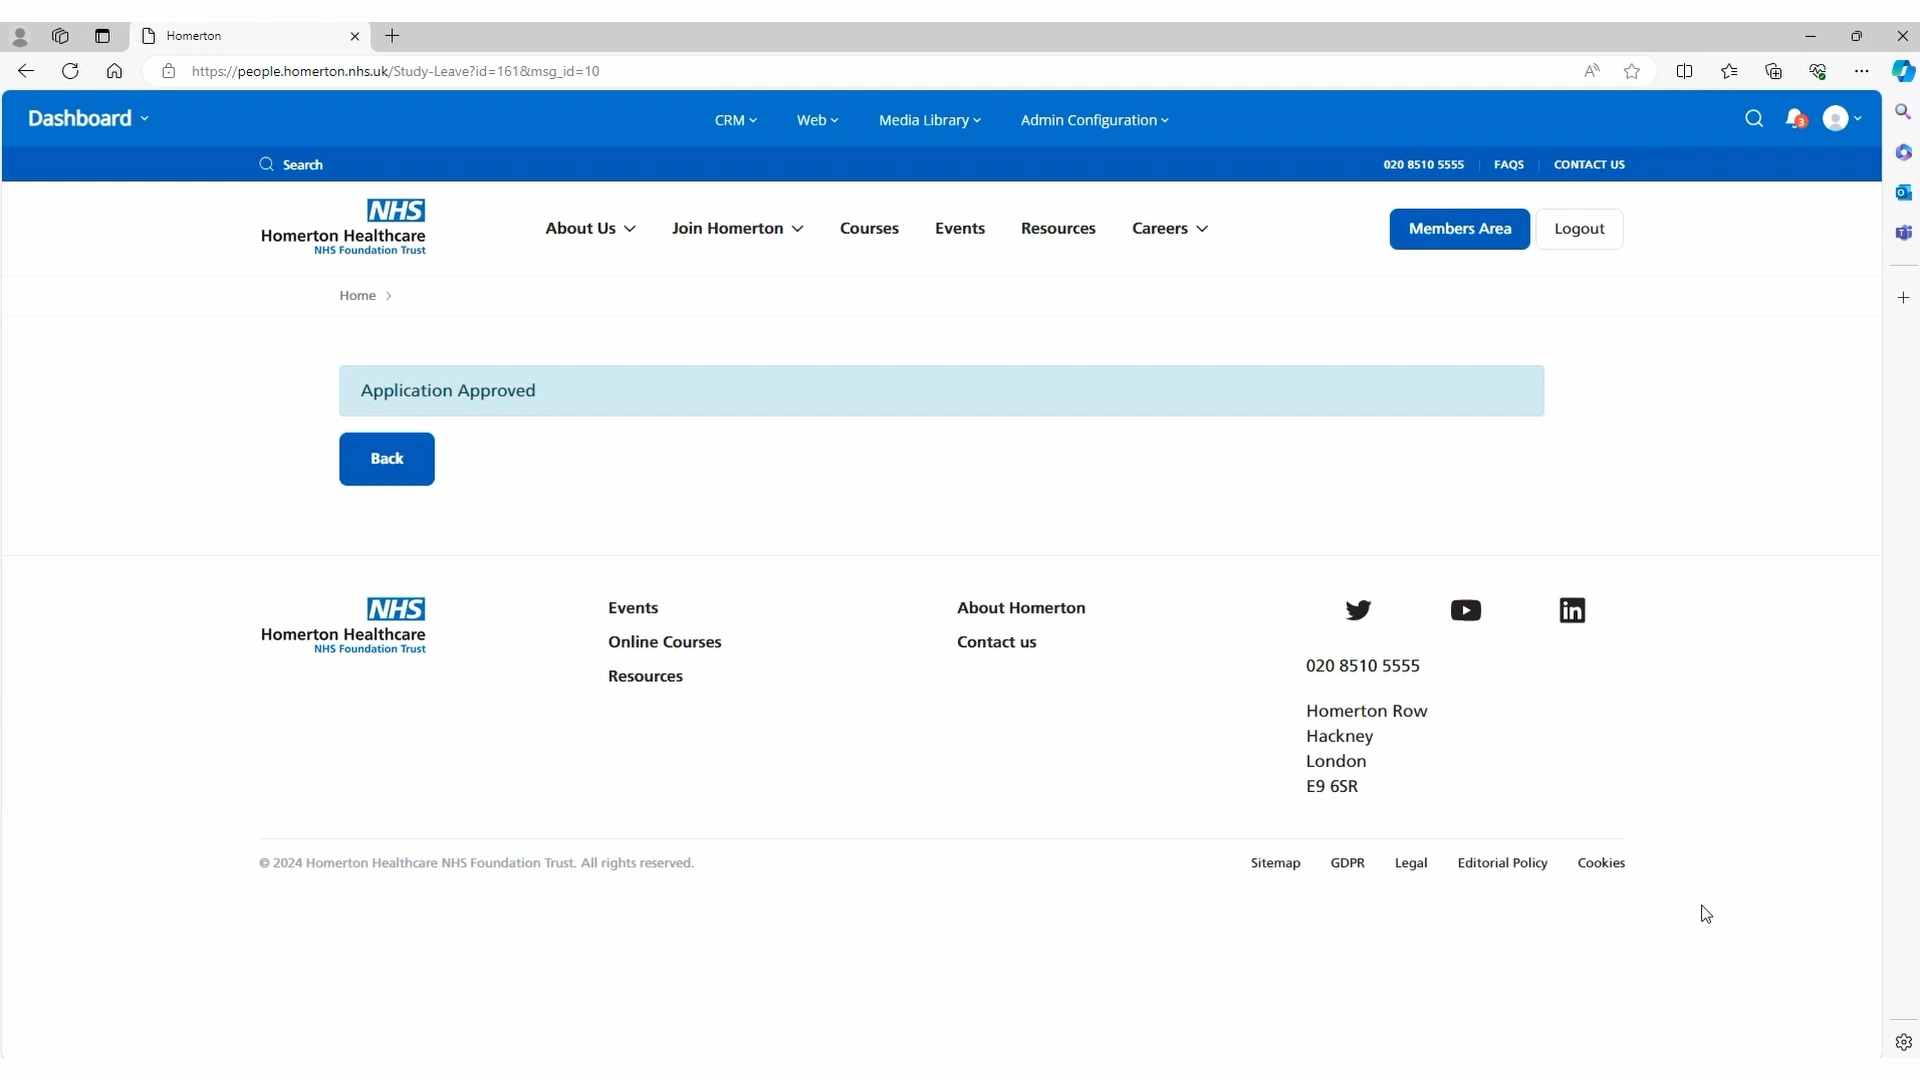 Homerton
https://people.homerton.nhs.uk/Study-Leave?id=161&msg_id=10
Dashboard
CRM
Web
Media Library
Admin Configuration
3
Search
020 8510 5555
FAQS
CONTACT US
NHS
Homerton Healthcare
NHS Foundation Trust
About Us
Join Homerton
Courses
Events
Resources
Careers
Members Area
Logout
Home
Application Approved
Back
NHS
Homerton Healthcare
NHS Foundation Trust
Events
Online Courses
Resources
About Homerton
Contact us
020 8510 5555
Homerton Row
Hackney
London
E9 6SR
© 2024 Homerton Healthcare NHS Foundation Trust. All rights reserved.
Sitemap
GDPR
Legal
Editorial Policy
Cookies